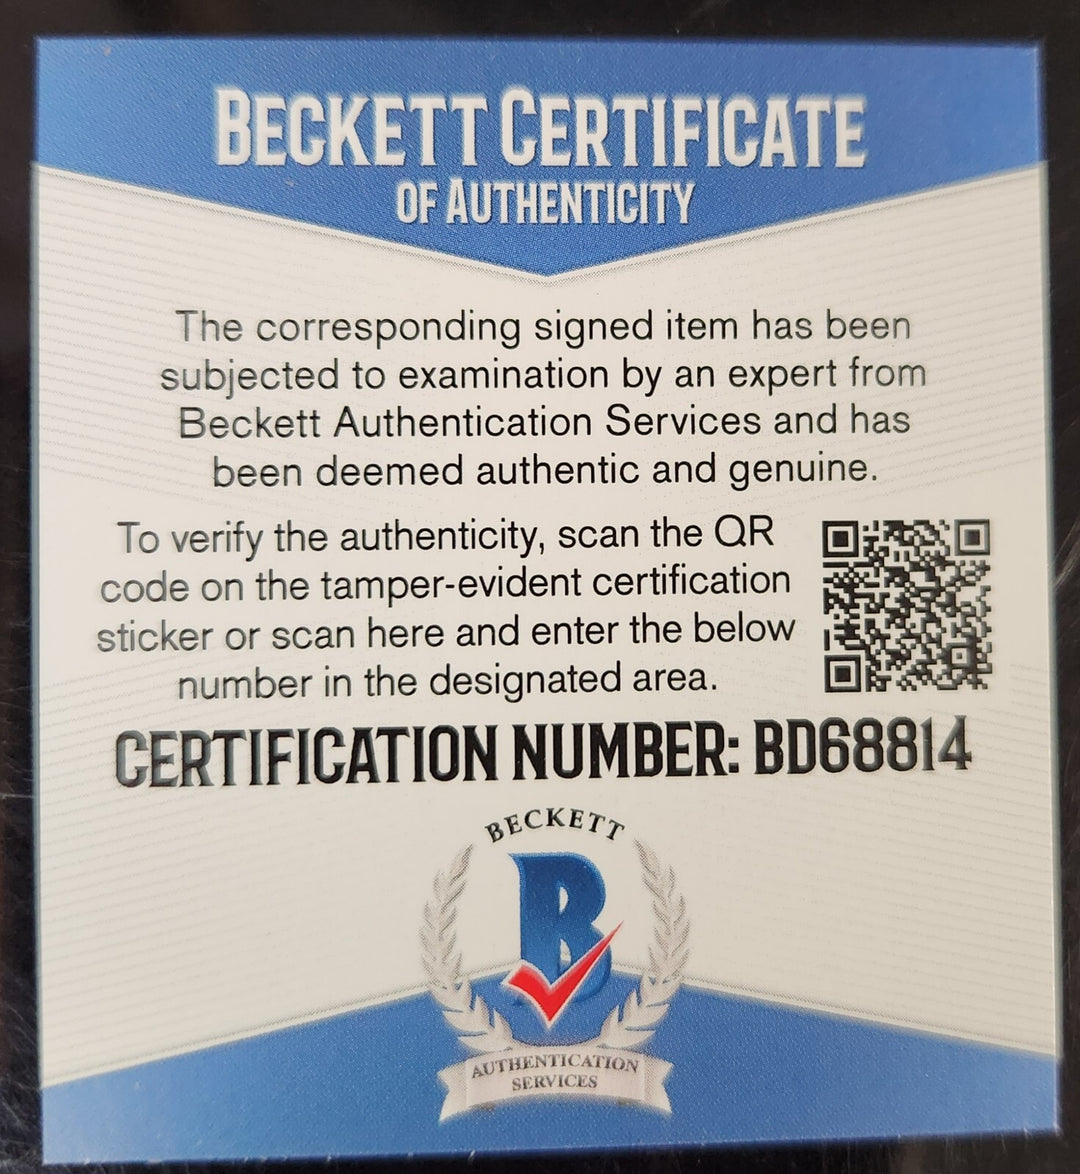 BECKETT CERTIFICATE
OF AUTHENTICITY
The corresponding signed item has been
subjected to examination by an expert from
Beckett Authentication Services and has
been deemed authentic and genuine.
To verify the authenticity, scan the QR
code on the tamper-evident certification
sticker or scan here and enter the below
number in the designated area.
CERTIFICATION NUMBER: BD68814
BECKETT
B
AUTHENTICATION
SERVICES